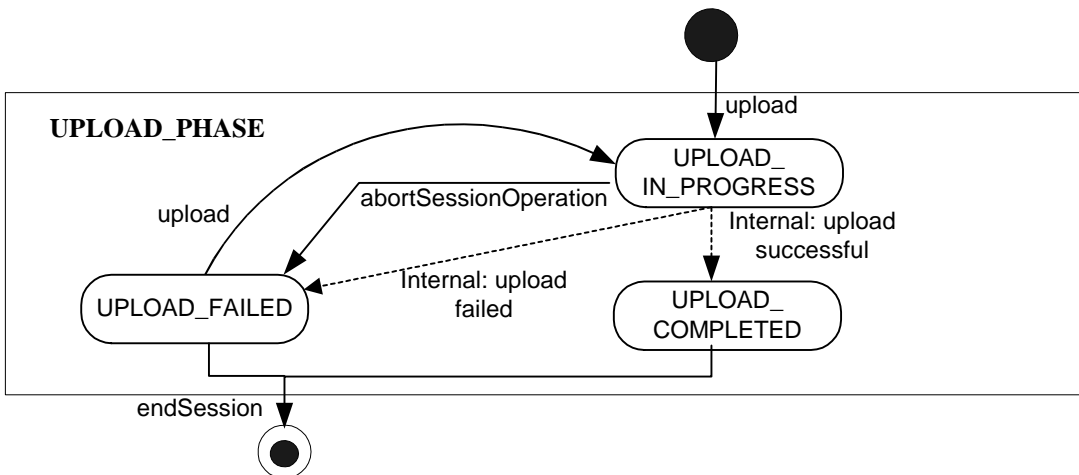 upload
UPLOAD_PHASE
UPLOAD_
IN_PROGRESS
abortSessionOperation
upload
Internal: upload
successful
Internal: upload
failed
UPLOAD_FAILED
UPLOAD_
COMPLETED
endSession